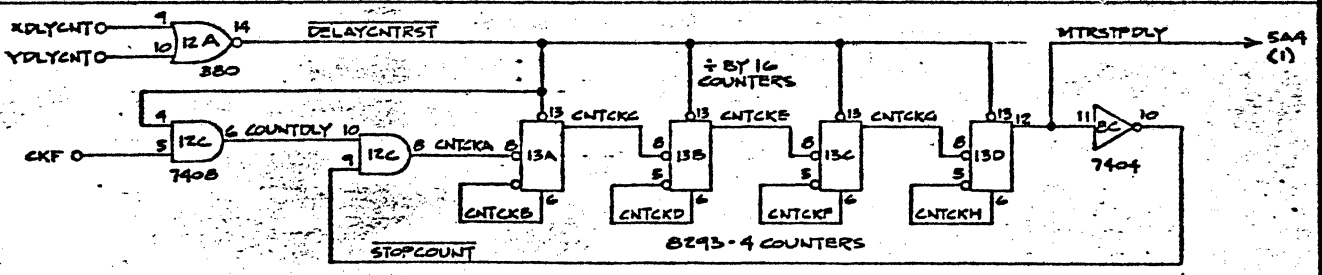 XDLYCNT
9
14
12A
YDLYCNT
10
380
DELAYCNTRST
÷ BY 16
COUNTERS
MTRSTPDLY
5A4
(1)
4
5
12C
6
COUNTDLY
10
9
12C
8
CNTCKA
CKF
7408
13
8
13A
CNTCKB
6
CNTCKC
13
8
5
13B
CNTCKD
6
CNTCKE
13
8
5
13C
CNTCKF
6
CNTCKG
13
8
5
13D
12
CNTCKH
6
11
8C
10
7404
8293-4 COUNTERS
STOPCOUNT